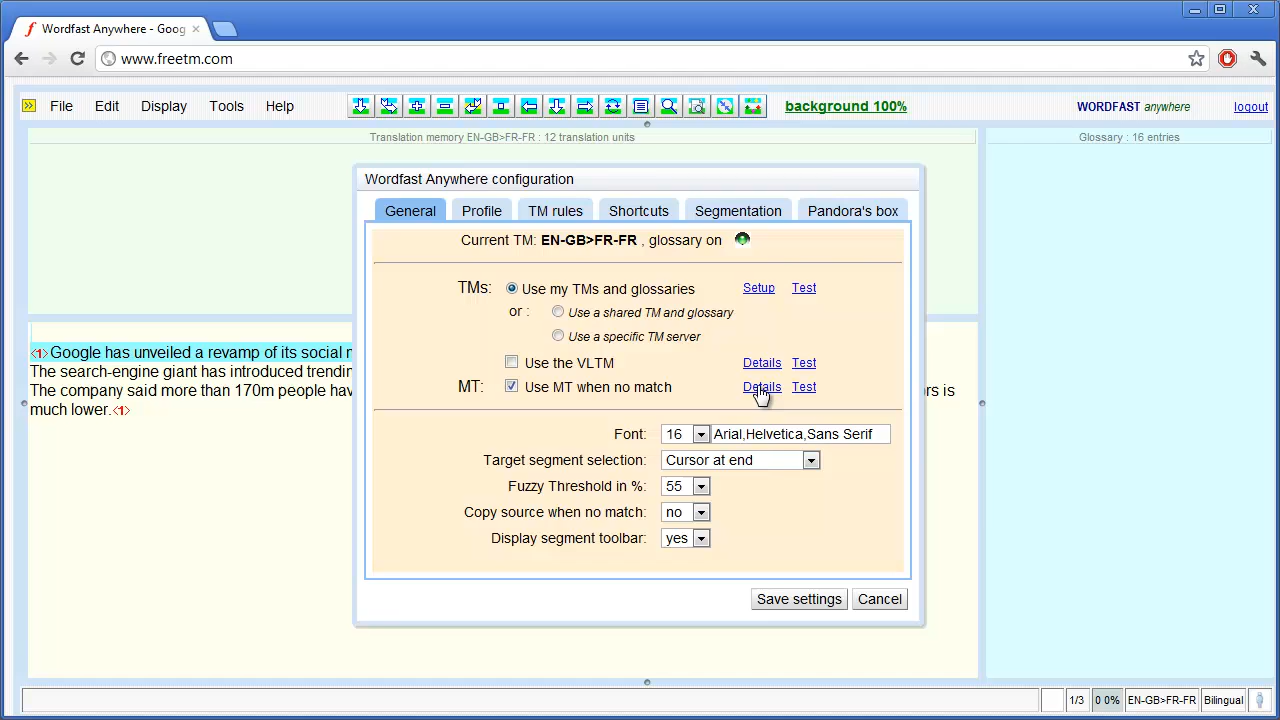 Wordfast Anywhere - Goog
www.freetm.com
File Edit Display Tools Help background 100% WORDFAST anywhere logout
Translation memory EN-GB>FR-FR : 12 translation units
Glossary : 16 entries
Wordfast Anywhere configuration
General Profile TM rules Shortcuts Segmentation Pandora's box
Current TM: EN-GB>FR-FR , glossary on
TMs: Use my TMs and glossaries Setup Test
or : Use a shared TM and glossary
Use a specific TM server
Use the VLTM Details Test
MT: Use MT when no match Details Test
Font: 16 Arial,Helvetica,Sans Serif
Target segment selection: Cursor at end
Fuzzy Threshold in %: 55
Copy source when no match: no
Display segment toolbar: yes
Save settings Cancel
<1>Google has unveiled a revamp of its social
The search-engine giant has introduced
The company said more than 170m people is
much lower.<1>
1/3 0 0% EN-GB>FR-FR Bilingual